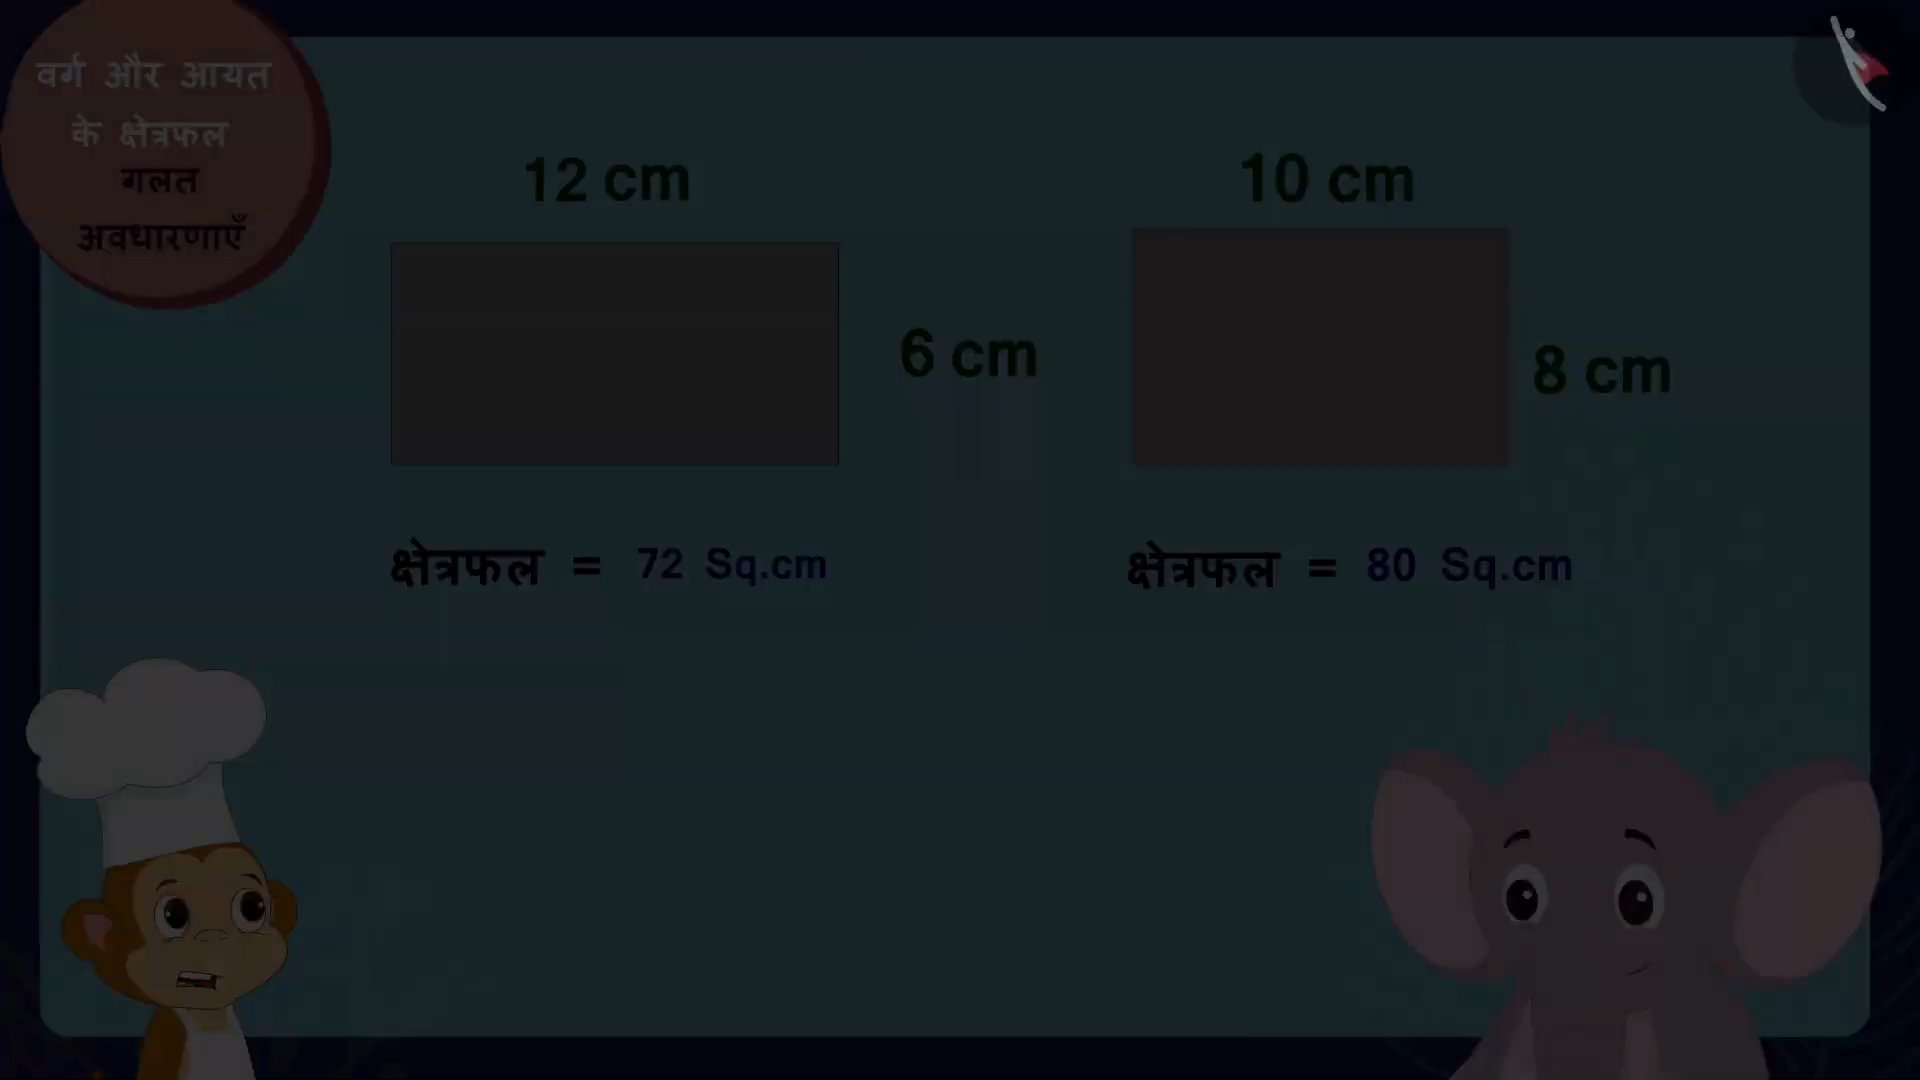 वर्ग और आयत
के क्षेत्रफल
गलत
अवधारणाएँ
12 cm
10 cm
6 cm
8 cm
क्षेत्रफल = 72 Sq.cm
क्षेत्रफल = 80 Sq.cm